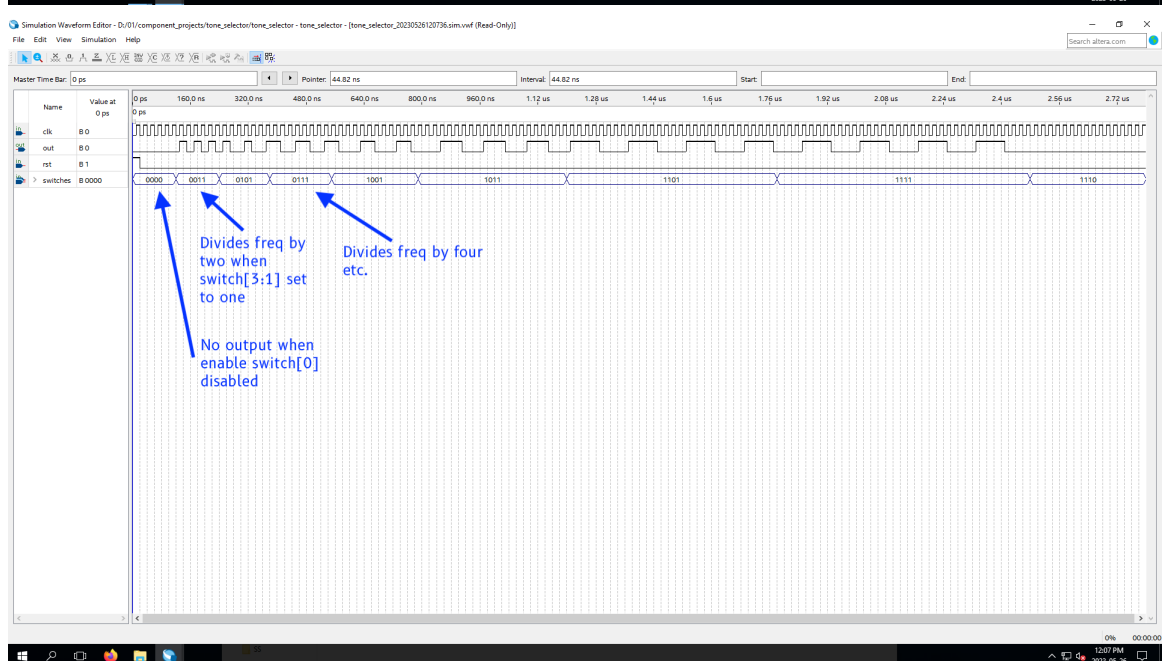 Simulation Waveform Editor - D:/01/component_projects/tone_selector/tone_selector - tone_selector - [tone_selector_20230526120736.sim.vwf (Read-Only)]
File Edit View Simulation Help
Search altera.com
Master Time Bar: 0 ps Pointer: 44.82 ns Interval: 44.82 ns Start: End:
Name Value at 0 ps
0 ps 160.0 ns 320.0 ns 480.0 ns 640.0 ns 800.0 ns 960.0 ns 1.12 us 1.28 us 1.44 us 1.6 us 1.76 us 1.92 us 2.08 us 2.24 us 2.4 us 2.56 us 2.72 us
0 ps
clk B 0
out B 0
rst B 1
switches B 0000 0000 0011 0101 0111 1001 1011 1101 1111 1110
Divides freq by
two when
switch[3:1] set
to one
Divides freq by four
etc.
No output when
enable switch[0]
disabled
0% 00:00:00
12:07 PM